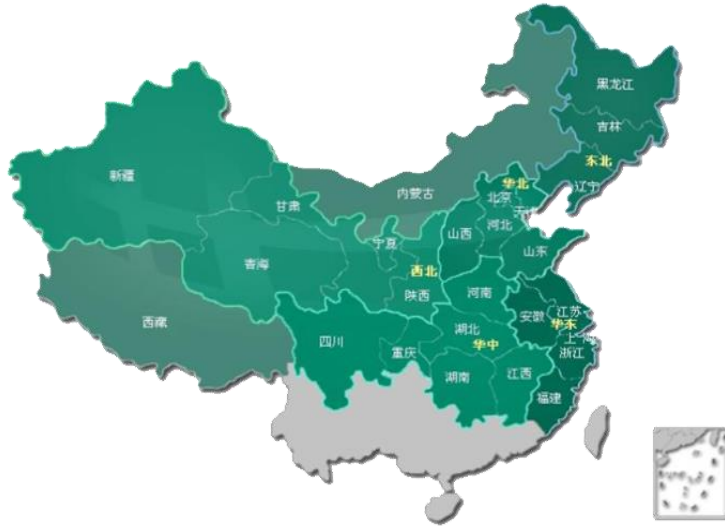 黑龙江
吉林
东北
辽宁
新疆
内蒙古
华北
北京
天津
甘肃
宁夏
山西
河北
山东
青海
西北
陕西
河南
西藏
安徽
江苏
华东
上海
浙江
四川
重庆
湖北
华中
湖南
江西
福建